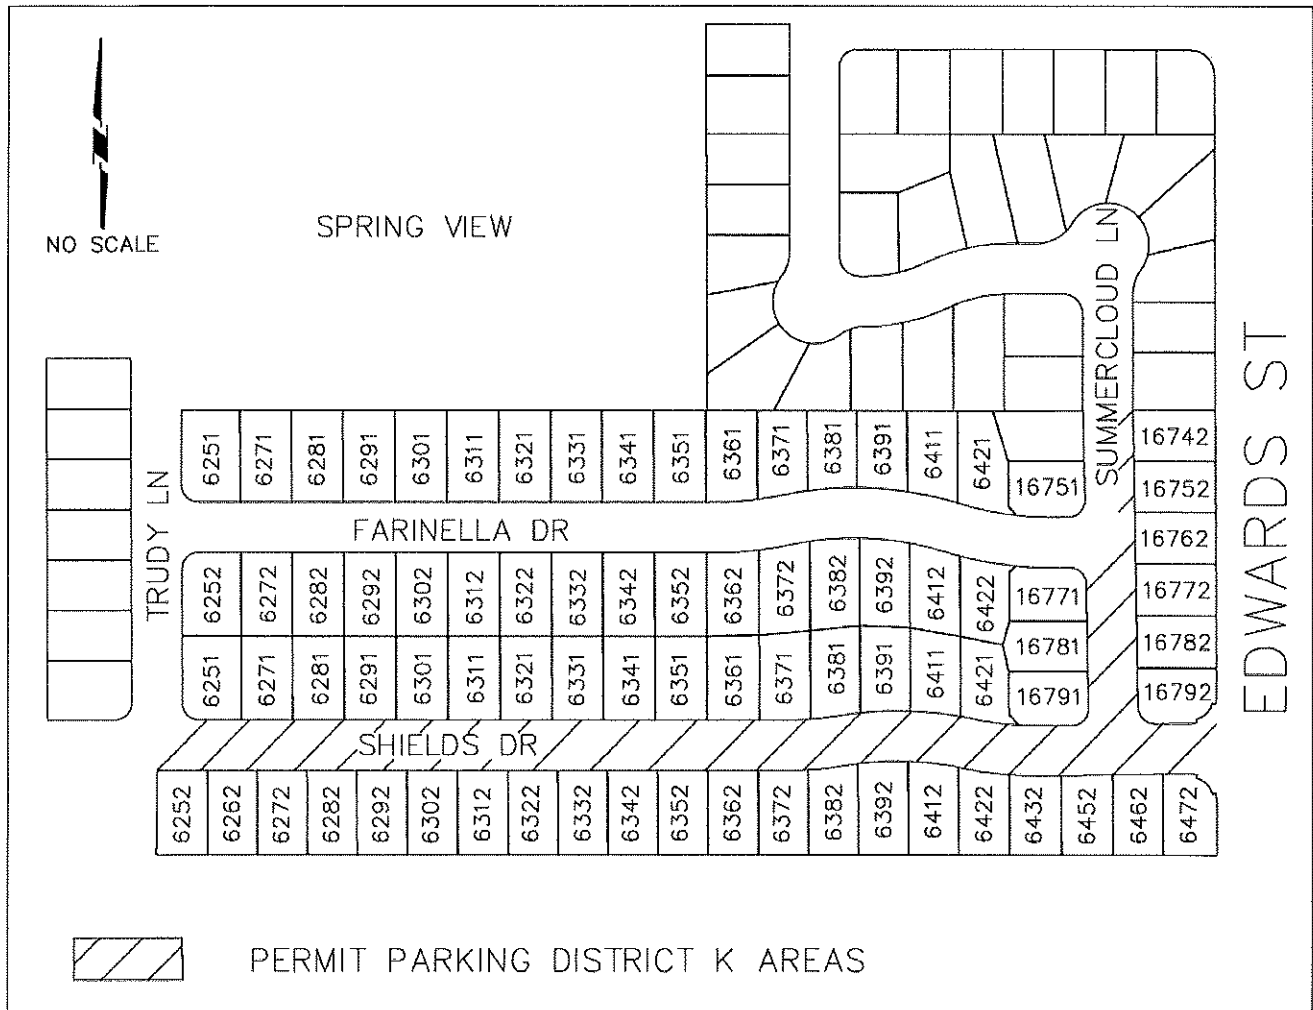 NO SCALE
SPRING VIEW
SUMMERCLOUD LN
EDWARDS ST
TRUDY LN
6251 6271 6281 6291 6301 6311 6321 6331 6341 6351 6361 6371 6381 6391 6411 6421
16751
16742
16752
16762
16772
16782
16792
FARINELLA DR
6252 6272 6282 6292 6302 6312 6322 6332 6342 6352 6362 6372 6382 6392 6412 6422
16771
16781
16791
6251 6271 6281 6291 6301 6311 6321 6331 6341 6351 6361 6371 6381 6391 6411 6421
SHIELDS DR
6252 6262 6272 6282 6292 6302 6312 6322 6332 6342 6352 6362 6372 6382 6392 6412 6422 6432 6452 6462 6472
PERMIT PARKING DISTRICT K AREAS